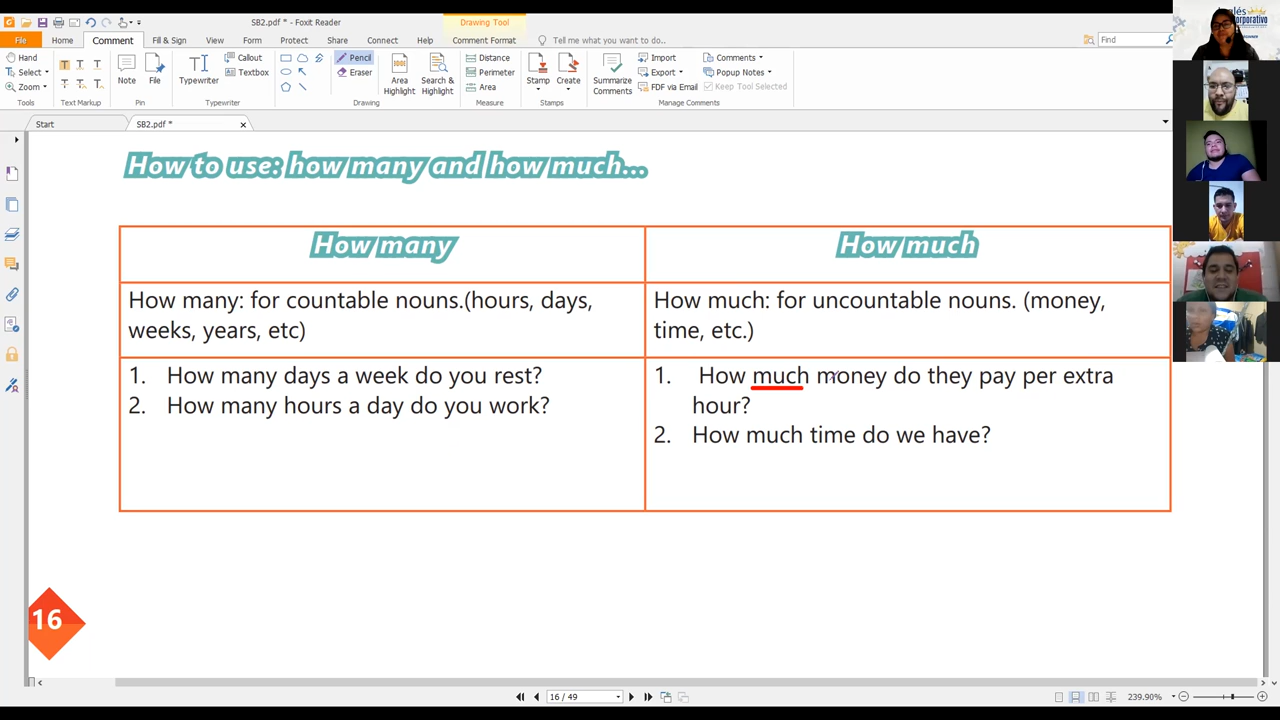 SB2.pdf * - Foxit Reader
Drawing Tool
File Home Comment Fill & Sign View Form Protect Share Connect Help Comment Format Tell me what you want to do... Find
Hand
Select
Zoom
Tools
Text Markup
Note
File
Pin
Typewriter
Callout
Textbox
Typewriter
Pencil
Eraser
Drawing
Area Highlight
Search & Highlight
Distance
Perimeter
Area
Measure
Stamp
Create
Stamps
Summarize Comments
Import
Export
FDF via Email
Comments
Popup Notes
Keep Tool Selected
Manage Comments
Start
SB2.pdf *
How to use: how many and how much...
How many
How much
How many: for countable nouns.(hours, days,
weeks, years, etc)
How much: for uncountable nouns. (money,
time, etc.)
1. How many days a week do you rest?
2. How many hours a day do you work?
1. How much money do they pay per extra
hour?
2. How much time do we have?
16
16 / 49
239.90%